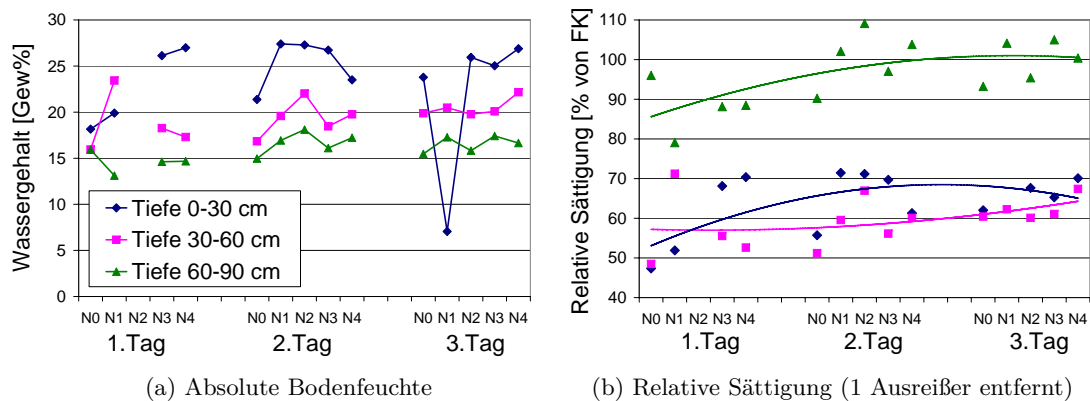 Wassergehalt [Gew%]
30
25
20
15
10
5
0
Tiefe 0-30 cm
Tiefe 30-60 cm
Tiefe 60-90 cm
N0 N1 N2 N3 N4 N0 N1 N2 N3 N4 N0 N1 N2 N3 N4
1.Tag 2.Tag 3.Tag
(a) Absolute Bodenfeuchte
Relative Sättigung [% von FK]
110
100
90
80
70
60
50
40
N0 N1 N2 N3 N4 N0 N1 N2 N3 N4 N0 N1 N2 N3 N4
1.Tag 2.Tag 3.Tag
(b) Relative Sättigung (1 Ausreißer entfernt)